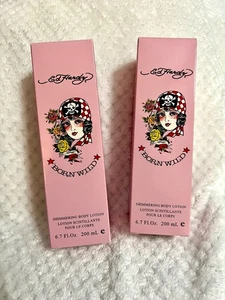 Ed Hardy
BORN WILD
SHIMMERING BODY LOTION
LOTION SCINTILLANTE
POUR LE CORPS
6.7 Fl.Oz. 200 mL ℮
Ed Hardy
BORN WILD
SHIMMERING BODY LOTION
LOTION SCINTILLANTE
POUR LE CORPS
6.7 Fl.Oz. 200 mL ℮